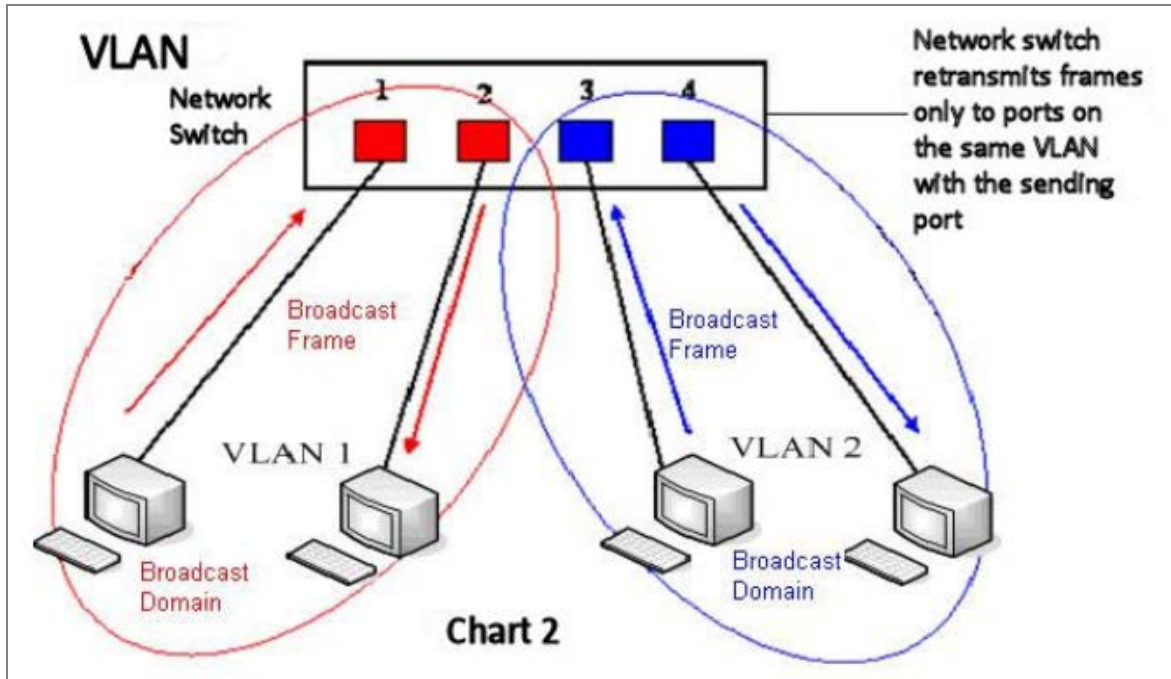 VLAN
Network
Switch
1 2 3 4
Network switch
retransmits frames
only to ports on
the same VLAN
with the sending
port
Broadcast
Frame
Broadcast
Frame
VLAN 1
VLAN 2
Broadcast
Domain
Broadcast
Domain
Chart 2